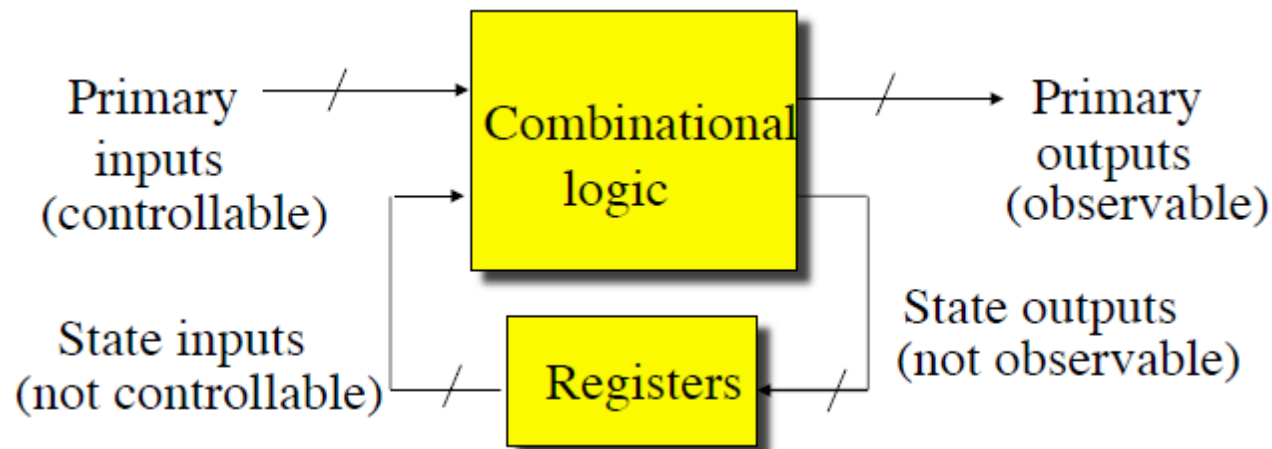 Primary
inputs
(controllable)
Combinational
logic
Primary
outputs
(observable)
State inputs
(not controllable)
Registers
State outputs
(not observable)